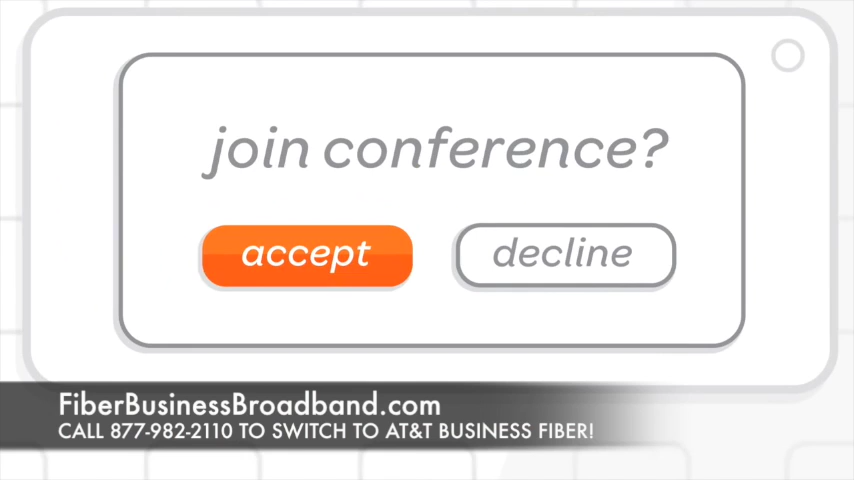 join conference?
accept decline
FiberBusinessBroadband.com
CALL 877-982-2110 TO SWITCH TO AT&T BUSINESS FIBER!